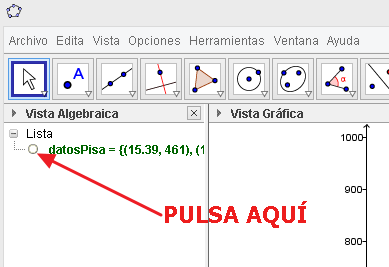 Archivo Edita Vista Opciones Herramientas Ventana Ayuda
A
α
Vista Algebraica
Vista Gráfica
Lista
datosPisa = {(15.39, 461), (1
PULSA AQUÍ
1000
900
800